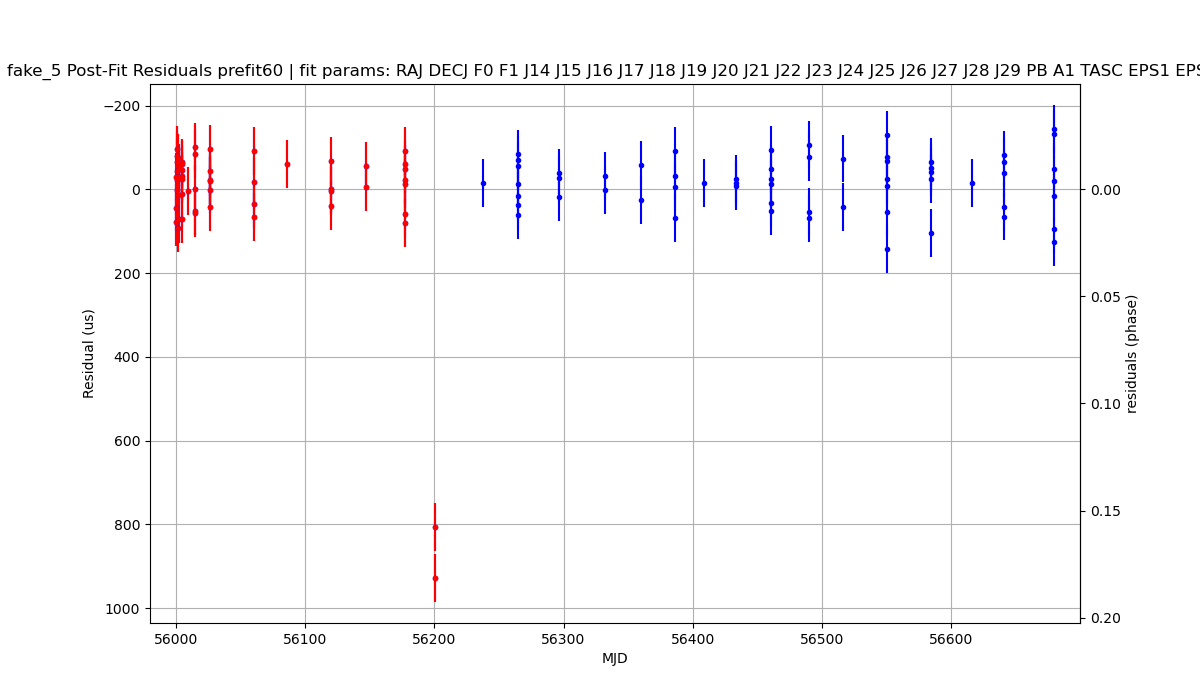 fake_5 Post-Fit Residuals prefit60 | fit params: RAJ DECJ F0 F1 J14 J15 J16 J17 J18 J19 J20 J21 J22 J23 J24 J25 J26 J27 J28 J29 PB A1 TASC EPS1 EPS
−200
0
200
400
600
800
1000
Residual (us)
0.00
0.05
0.10
0.15
0.20
residuals (phase)
56000 56100 56200 56300 56400 56500 56600
MJD